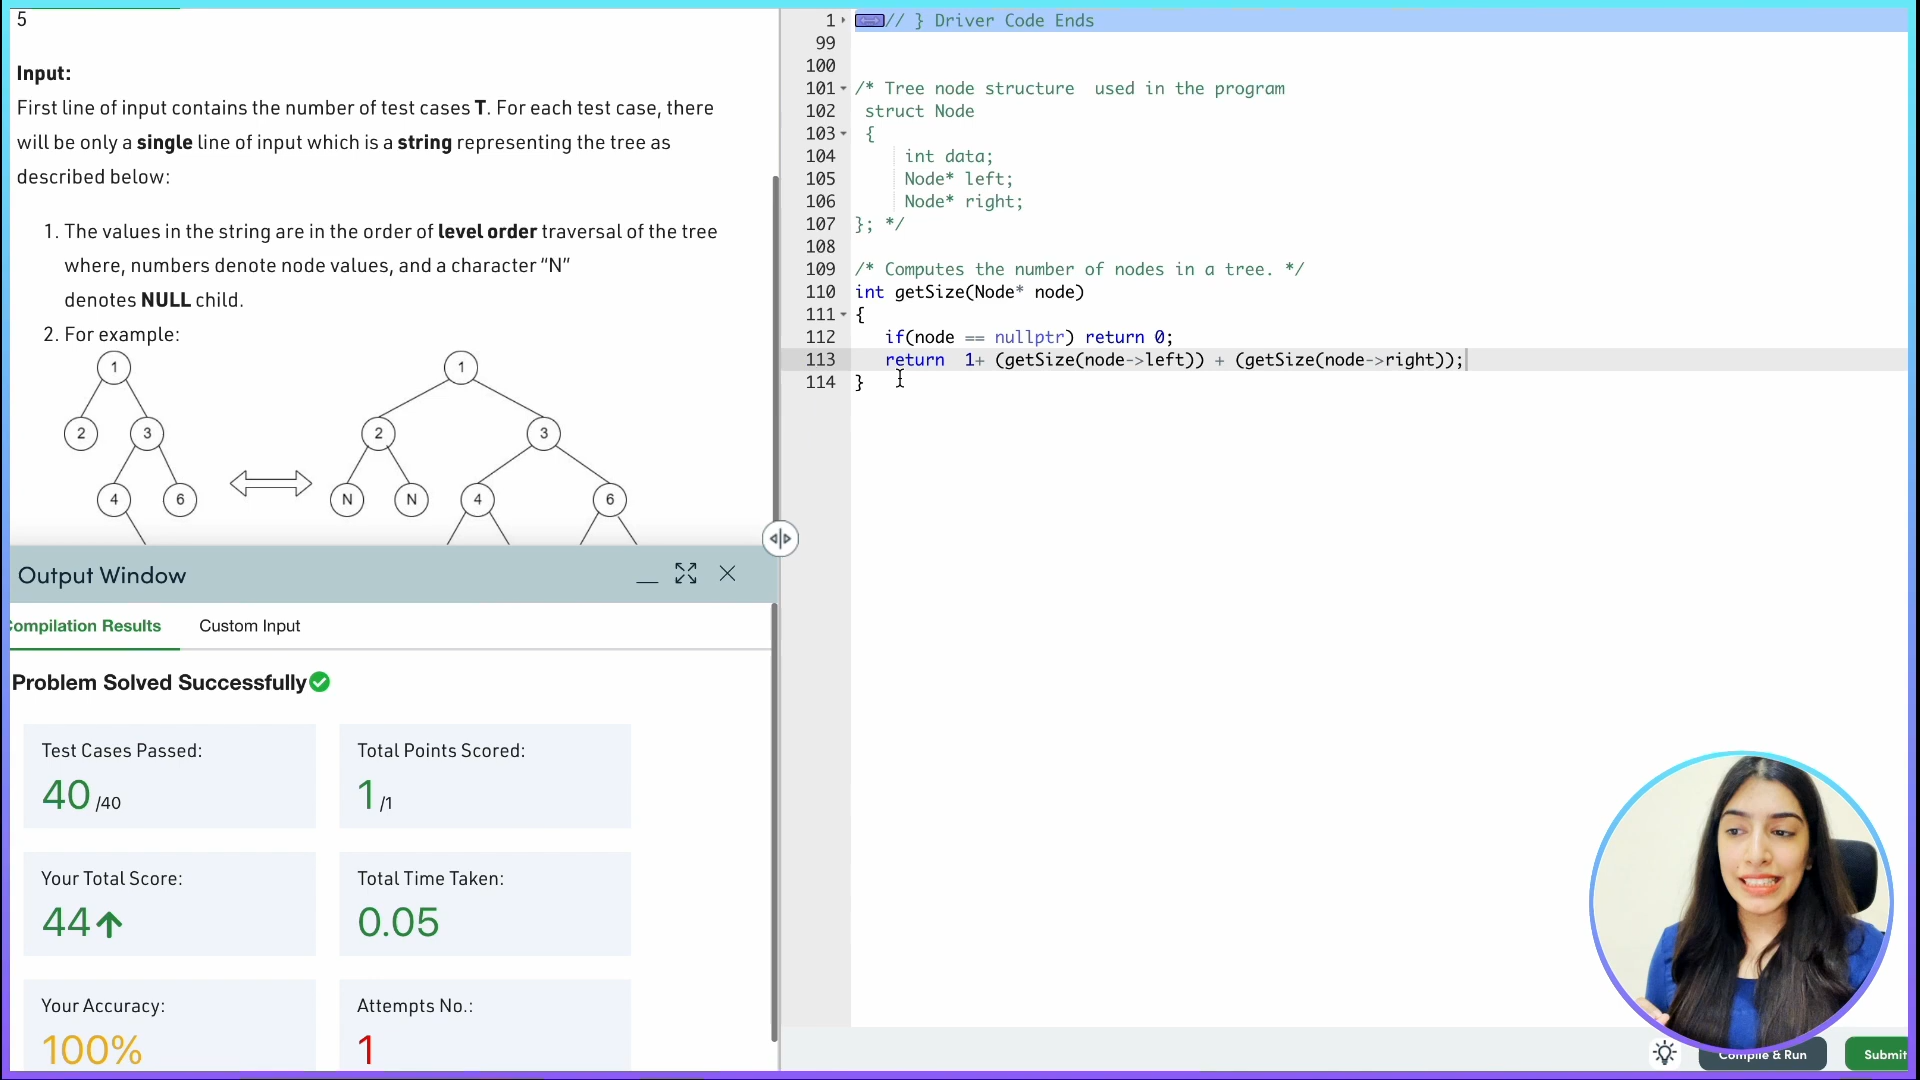 5
Input:
First line of input contains the number of test cases T. For each test case, there
will be only a single line of input which is a string representing the tree as
described below:
1. The values in the string are in the order of level order traversal of the tree
where, numbers denote node values, and a character “N”
denotes NULL child.
2. For example:
1
2
3
4
6
1
2
3
N
N
4
6
Output Window
Compilation Results
Custom Input
Problem Solved Successfully
Test Cases Passed:
40 /40
Total Points Scored:
1 /1
Your Total Score:
44
Total Time Taken:
0.05
Your Accuracy:
100%
Attempts No.:
1
1 // } Driver Code Ends
99
100
101 /* Tree node structure  used in the program
102 struct Node
103 {
104 int data;
105 Node* left;
106 Node* right;
107 }; */
108
109 /* Computes the number of nodes in a tree. */
110 int getSize(Node* node)
111 {
112 if(node == nullptr) return 0;
113 return  1+ (getSize(node->left)) + (getSize(node->right));
114 }
Compile & Run
Submit